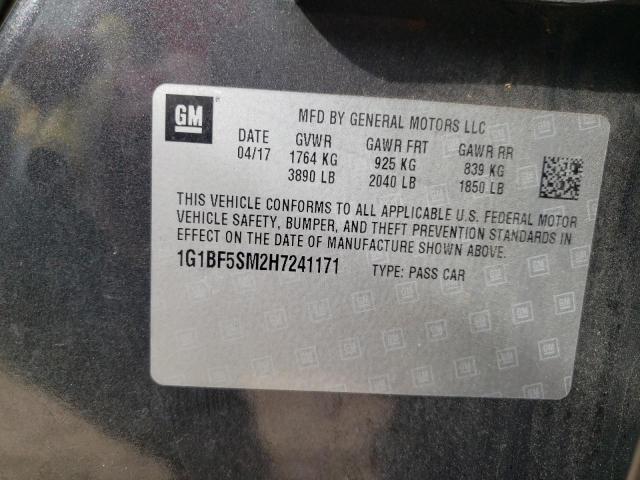 GM
MFD BY GENERAL MOTORS LLC
DATE GVWR GAWR FRT GAWR RR
04/17 1764 KG 925 KG 839 KG
3890 LB 2040 LB 1850 LB
THIS VEHICLE CONFORMS TO ALL APPLICABLE U.S. FEDERAL MOTOR
VEHICLE SAFETY, BUMPER, AND THEFT PREVENTION STANDARDS IN
EFFECT ON THE DATE OF MANUFACTURE SHOWN ABOVE.
1G1BF5SM2H7241171 TYPE: PASS CAR